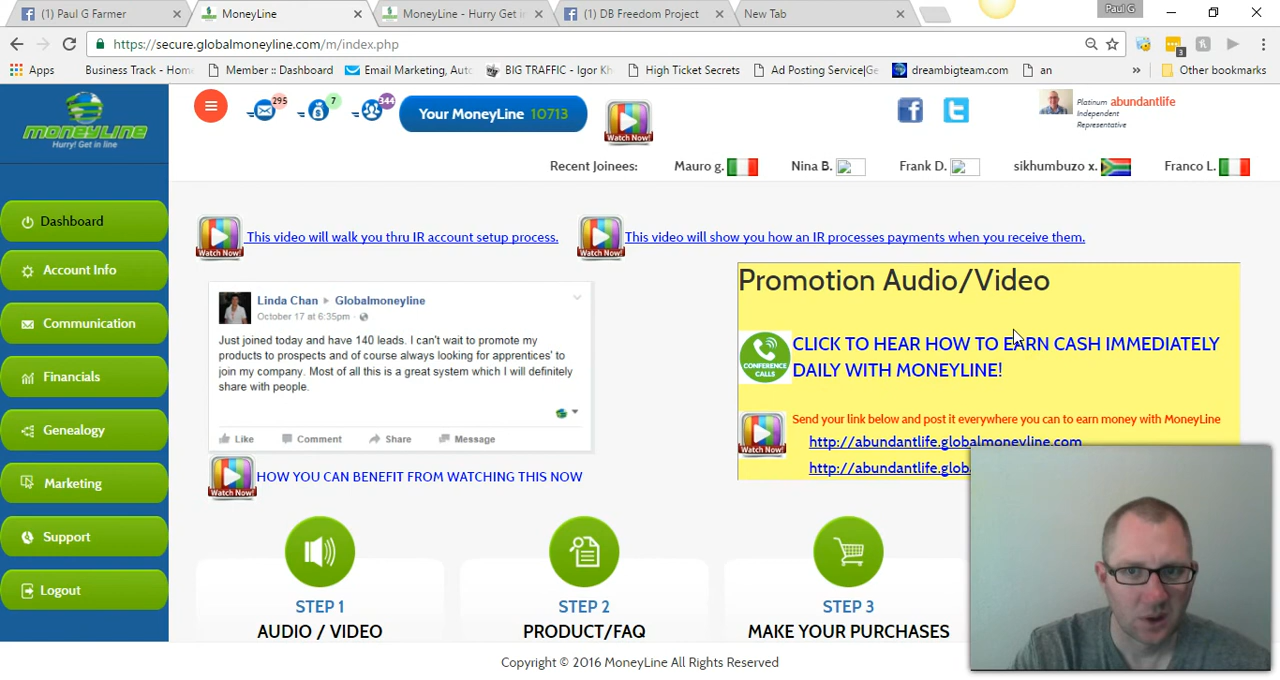 (1) Paul G Farmer
MoneyLine
MoneyLine - Hurry Get in
(1) DB Freedom Project
New Tab
Paul G
https://secure.globalmoneyline.com/m/index.php
3
Apps
Business Track - Hom
Member :: Dashboard
Email Marketing, Auto
BIG TRAFFIC - Igor Kh
High Ticket Secrets
Ad Posting Service|Ge
dreambigteam.com
an
Other bookmarks
MONEYLINE
Hurry! Get in line
295
7
344
Your MoneyLine 10713
Watch Now!
Platinum abundantlife
Independent
Representative
Recent Joinees:
Mauro g.
Nina B.
Frank D.
sikhumbuzo x.
Franco L.
Dashboard
Account Info
Communication
Financials
Genealogy
Marketing
Support
Logout
Watch Now!
This video will walk you thru IR account setup process.
Watch Now!
This video will show you how an IR processes payments when you receive them.
Linda Chan ▸ Globalmoneyline
October 17 at 6:35pm ·
Just joined today and have 140 leads. I can't wait to promote my
products to prospects and of course always looking for apprentices' to
join my company. Most of all this is a great system which I will definitely
share with people.
Like
Comment
Share
Message
Watch Now!
HOW YOU CAN BENEFIT FROM WATCHING THIS NOW
Promotion Audio/Video
CONFERENCE
CALLS
CLICK TO HEAR HOW TO EARN CASH IMMEDIATELY
DAILY WITH MONEYLINE!
Watch Now!
Send your link below and post it everywhere you can to earn money with MoneyLine
http://abundantlife.globalmoneyline.com
http://abundantlife.globa
STEP 1
AUDIO / VIDEO
STEP 2
PRODUCT/FAQ
STEP 3
MAKE YOUR PURCHASES
Copyright © 2016 MoneyLine All Rights Reserved